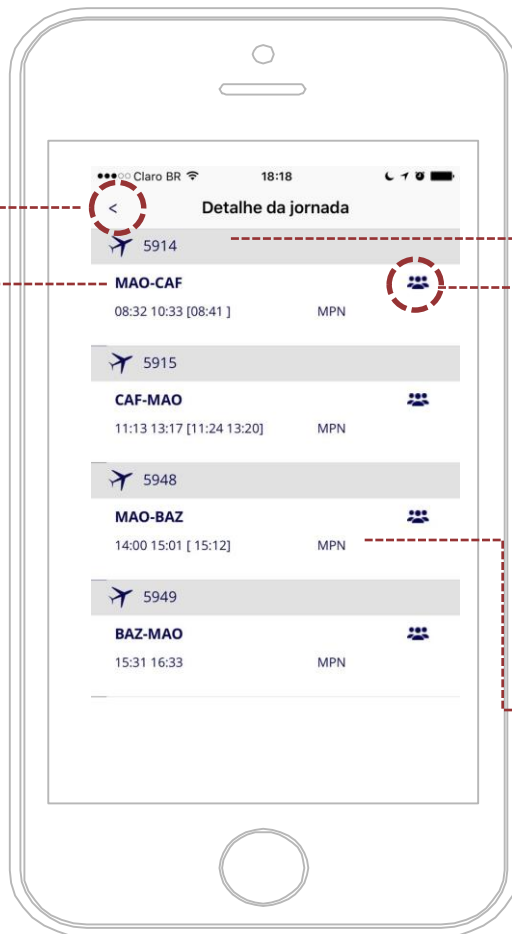 Claro BR 18:18
< Detalhe da jornada
5914
MAO-CAF
08:32 10:33 [08:41 ] MPN
5915
CAF-MAO
11:13 13:17 [11:24 13:20] MPN
5948
MAO-BAZ
14:00 15:01 [ 15:12] MPN
5949
BAZ-MAO
15:31 16:33 MPN